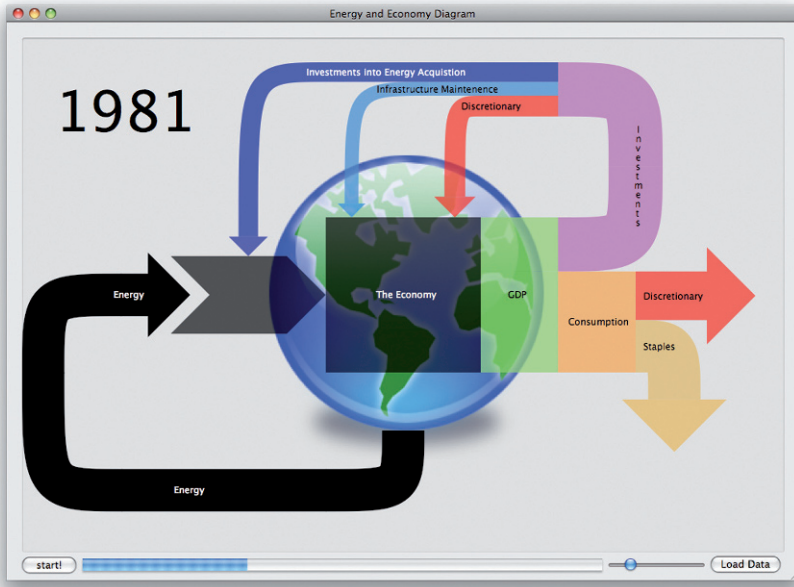 Energy and Economy Diagram
1981
Investments into Energy Acquistion
Infrastructure Maintenence
Discretionary
Investments
Energy
The Economy
GDP
Consumption
Discretionary
Staples
Energy
start!
Load Data